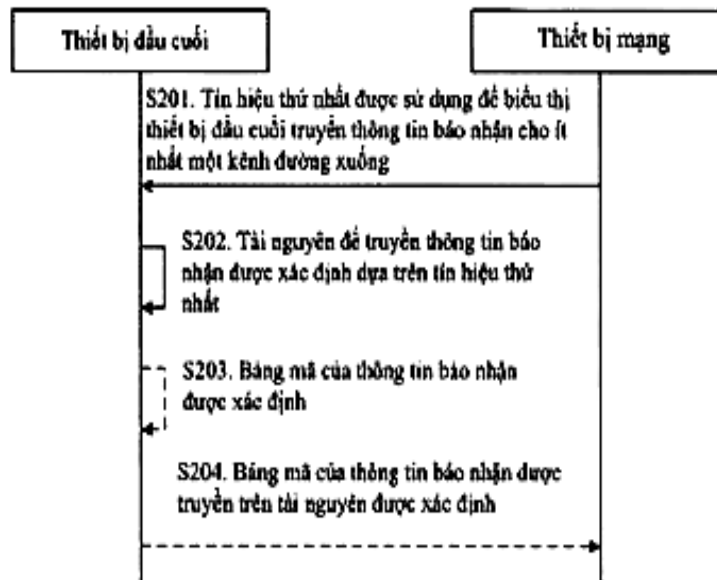 Thiết bị đầu cuối
Thiết bị mạng
S201. Tín hiệu thứ nhất được sử dụng để biểu thị
thiết bị đầu cuối truyền thông tin báo nhận cho ít
nhất một kênh đường xuống
S202. Tài nguyên để truyền thông tin báo
nhận được xác định dựa trên tín hiệu thứ
nhất
S203. Bảng mã của thông tin báo nhận
được xác định
S204. Bảng mã của thông tin báo nhận được
truyền trên tài nguyên được xác định